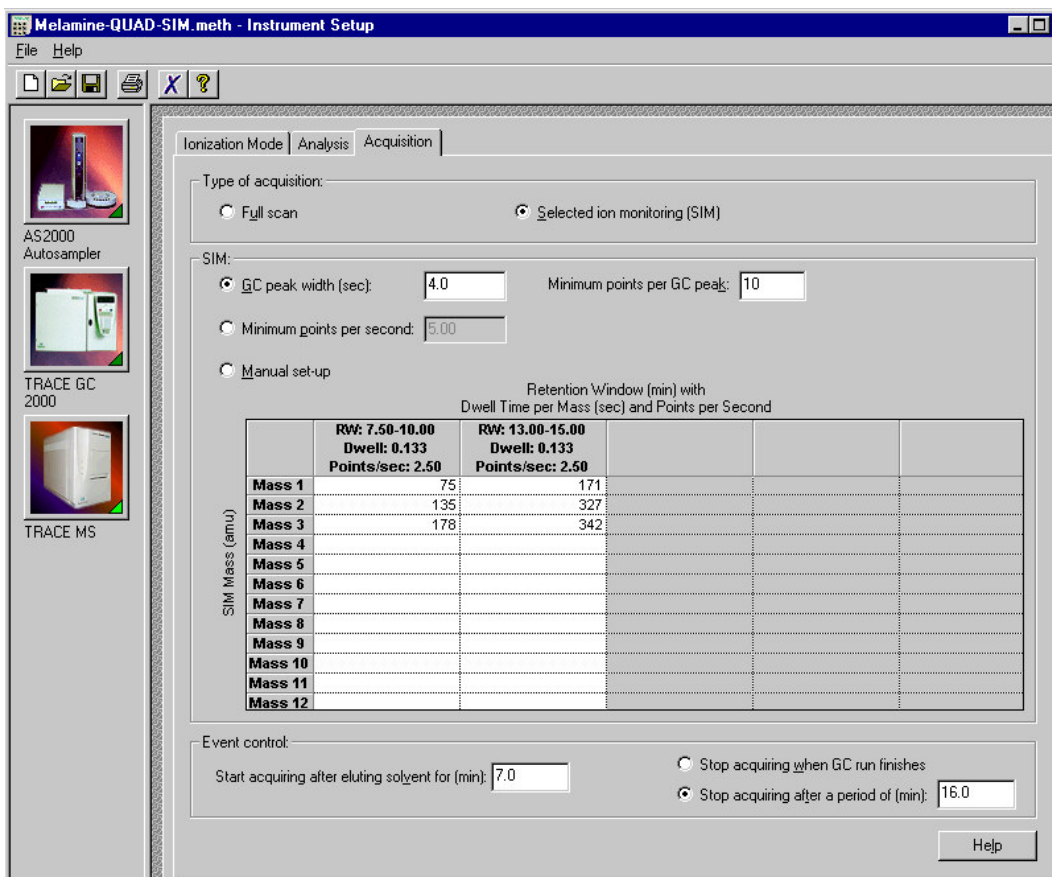 Melamine-QUAD-SIM.meth - Instrument Setup
File Help
AS2000
Autosampler
TRACE GC
2000
TRACE MS
Ionization Mode Analysis Acquisition
Type of acquisition:
Full scan Selected ion monitoring (SIM)
SIM:
GC peak width (sec): 4.0 Minimum points per GC peak: 10
Minimum points per second: 5.00
Manual set-up
Retention Window (min) with
Dwell Time per Mass (sec) and Points per Second
RW: 7.50-10.00 RW: 13.00-15.00
Dwell: 0.133 Dwell: 0.133
Points/sec: 2.50 Points/sec: 2.50
SIM Mass (amu)
Mass 1 75 171
Mass 2 135 327
Mass 3 178 342
Mass 4
Mass 5
Mass 6
Mass 7
Mass 8
Mass 9
Mass 10
Mass 11
Mass 12
Event control:
Start acquiring after eluting solvent for (min): 7.0
Stop acquiring when GC run finishes
Stop acquiring after a period of (min): 16.0
Help